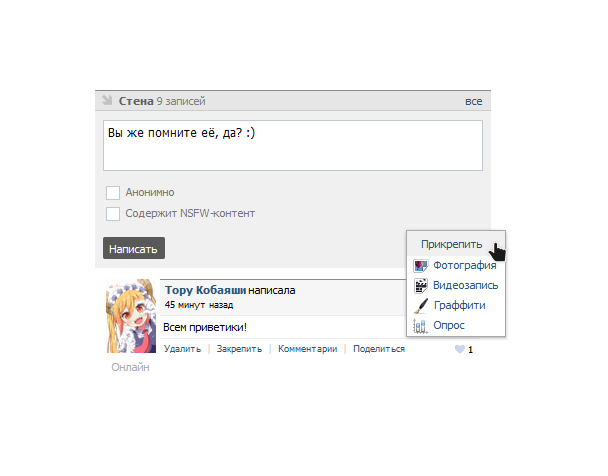 Стена 9 записей все
Вы же помните её, да? :)
Анонимно
Содержит NSFW-контент
Написать
Прикрепить
Фотография
Видеозапись
Граффити
Опрос
Тору Кобаяши написала
45 минут назад
Всем приветики!
Удалить | Закрепить | Комментарии | Поделиться 1
Онлайн